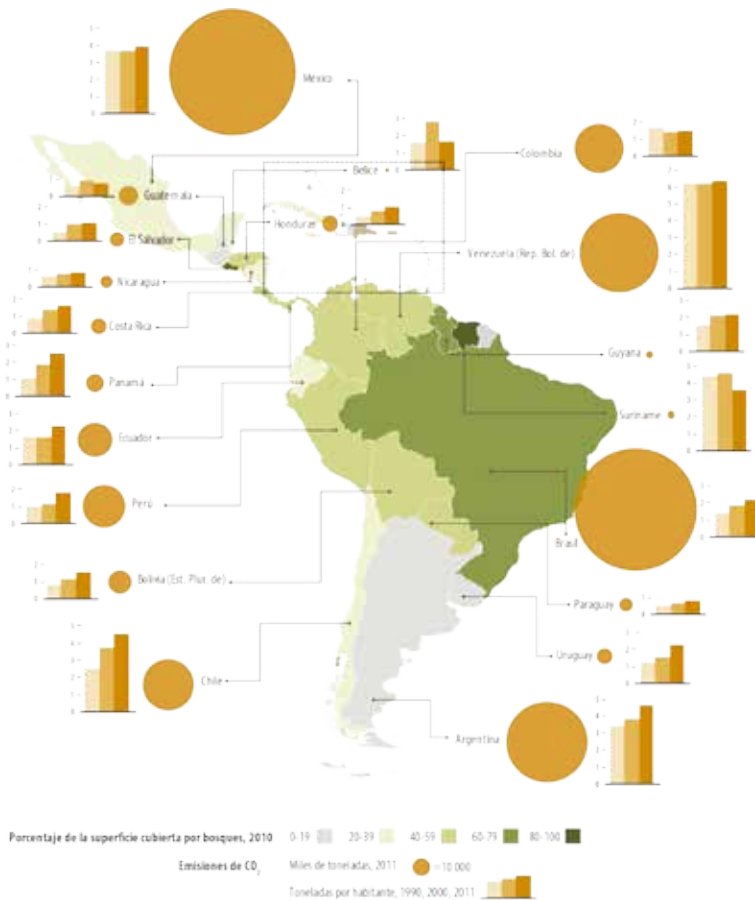 México
Colombia
Belice
Guatemala
Honduras
El Salvador
Venezuela (Rep. Bol. de)
Nicaragua
Costa Rica
Guyana
Panamá
Suriname
Ecuador
Perú
Brasil
Bolivia (Est. Plur. de)
Paraguay
Uruguay
Chile
Argentina
Porcentaje de la superficie cubierta por bosques, 2010 0-19 20-39 40-59 60-79 80-100
Emisiones de CO₂ Miles de toneladas, 2011 = 10 000
Toneladas por habitante, 1990, 2000, 2011